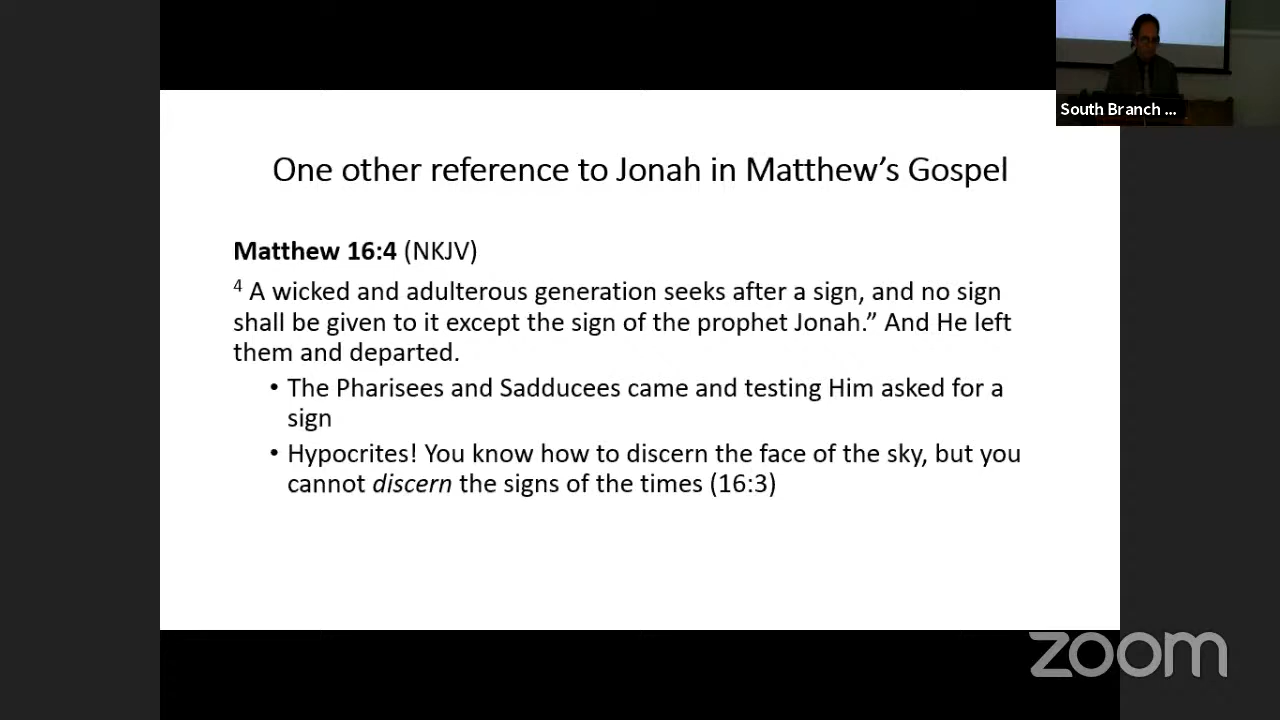 South Branch ...
One other reference to Jonah in Matthew’s Gospel
Matthew 16:4 (NKJV)
4 A wicked and adulterous generation seeks after a sign, and no sign
shall be given to it except the sign of the prophet Jonah.” And He left
them and departed.
• The Pharisees and Sadducees came and testing Him asked for a
sign
• Hypocrites! You know how to discern the face of the sky, but you
cannot discern the signs of the times (16:3)
zoom